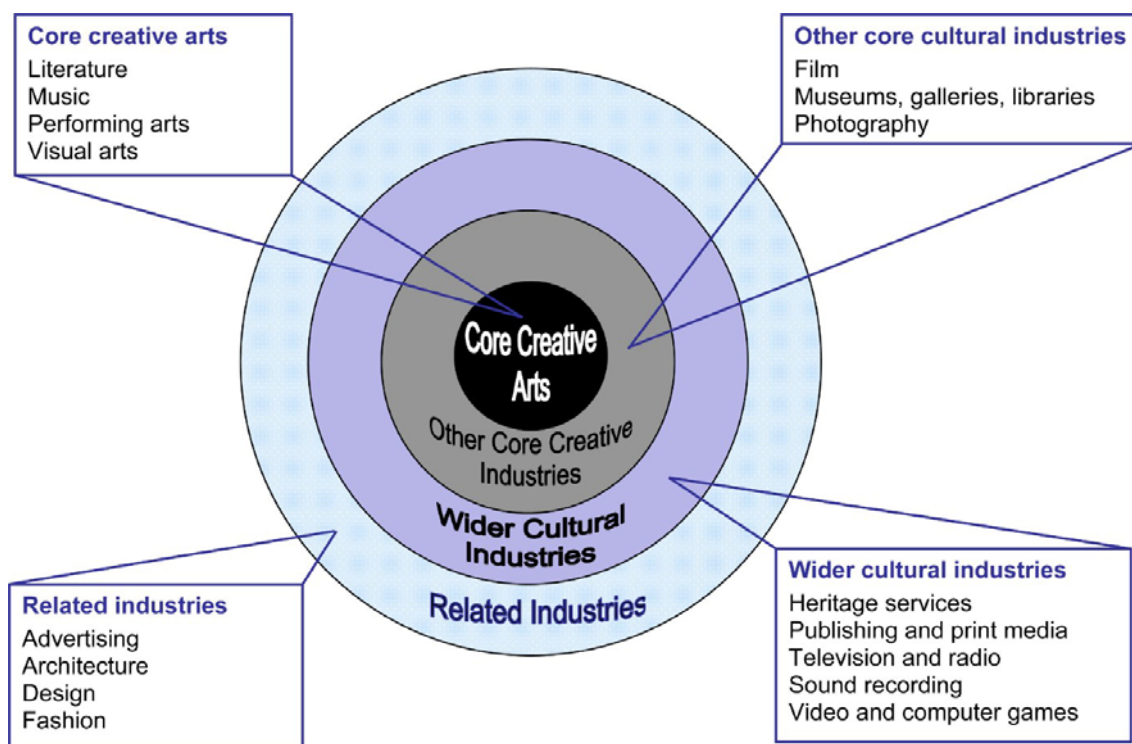 Core creative arts
Literature
Music
Performing arts
Visual arts
Other core cultural industries
Film
Museums, galleries, libraries
Photography
Core Creative
Arts
Other Core Creative
Industries
Wider Cultural
Industries
Related Industries
Related industries
Advertising
Architecture
Design
Fashion
Wider cultural industries
Heritage services
Publishing and print media
Television and radio
Sound recording
Video and computer games